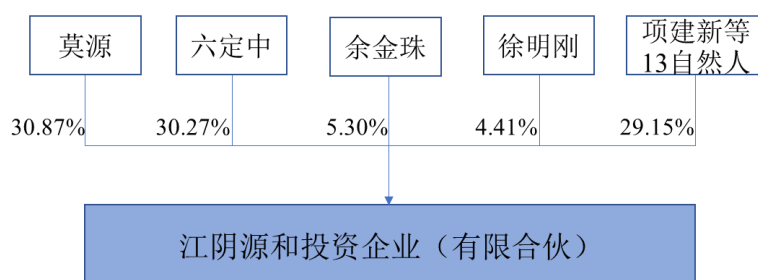 莫源
六定中
余金珠
徐明刚
项建新等
13自然人
30.87%
30.27%
5.30%
4.41%
29.15%
江阴源和投资企业（有限合伙）